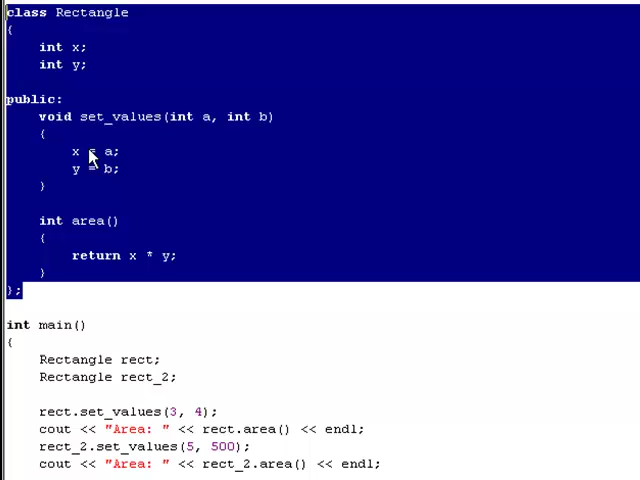 class Rectangle
{
int x;
int y;
public:
void set_values(int a, int b)
{
x = a;
y = b;
}
int area()
{
return x * y;
}
};
int main()
{
Rectangle rect;
Rectangle rect_2;
rect.set_values(3, 4);
cout << "Area: " << rect.area() << endl;
rect_2.set_values(5, 500);
cout << "Area: " << rect_2.area() << endl;